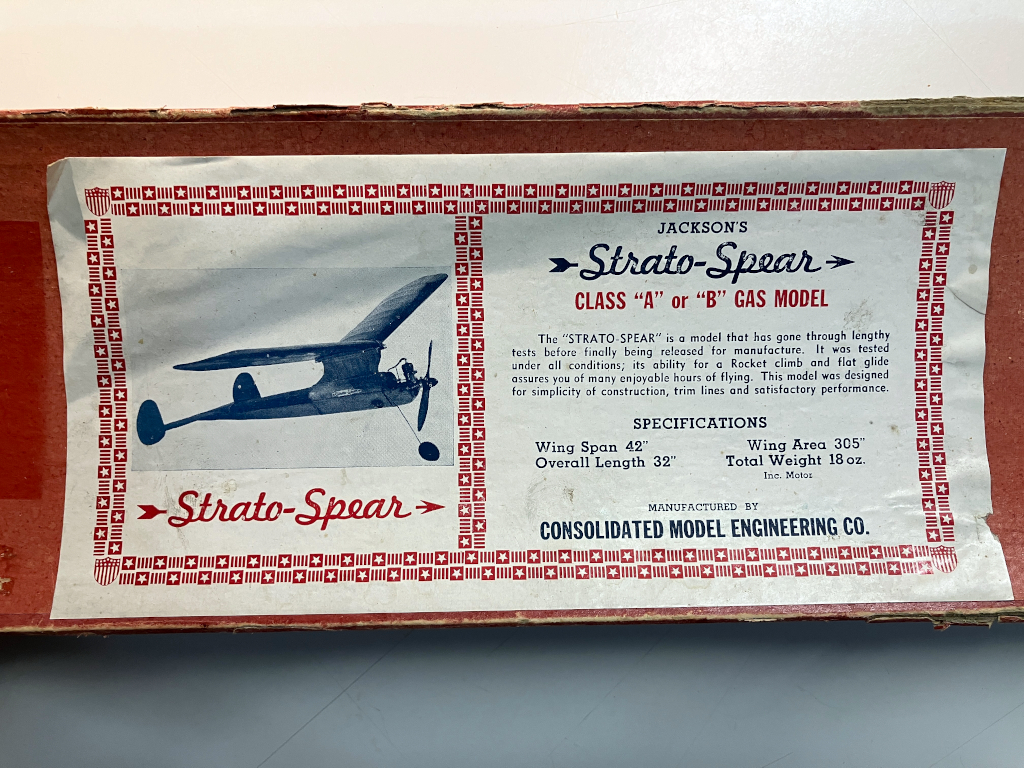 Strato-Spear
JACKSON'S
Strato-Spear
CLASS "A" or "B" GAS MODEL
The "STRATO-SPEAR" is a model that has gone through lengthy
tests before finally being released for manufacture. It was tested
under all conditions; its ability for a Rocket climb and flat glide
assures you of many enjoyable hours of flying. This model was designed
for simplicity of construction, trim lines and satisfactory performance.
SPECIFICATIONS
Wing Span 42" Wing Area 305"
Overall Length 32" Total Weight 18 oz.
Inc. Motor
MANUFACTURED BY
CONSOLIDATED MODEL ENGINEERING CO.